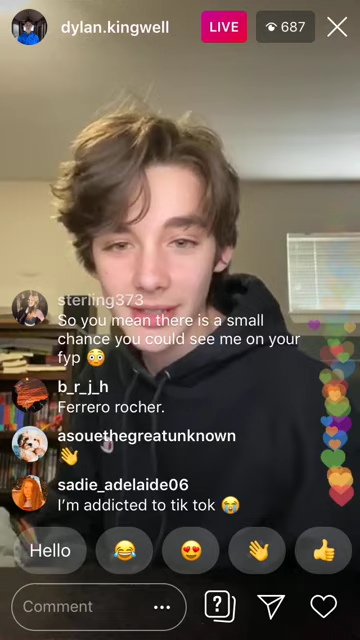 dylan.kingwell
LIVE
687
sterling373
So you mean there is a small
chance you could see me on your
fyp 😳
b_r_j_h
Ferrero rocher.
asouethegreatunknown
👋
sadie_adelaide06
I'm addicted to tik tok 😭
Hello 😂 😍 👋 👍
Comment